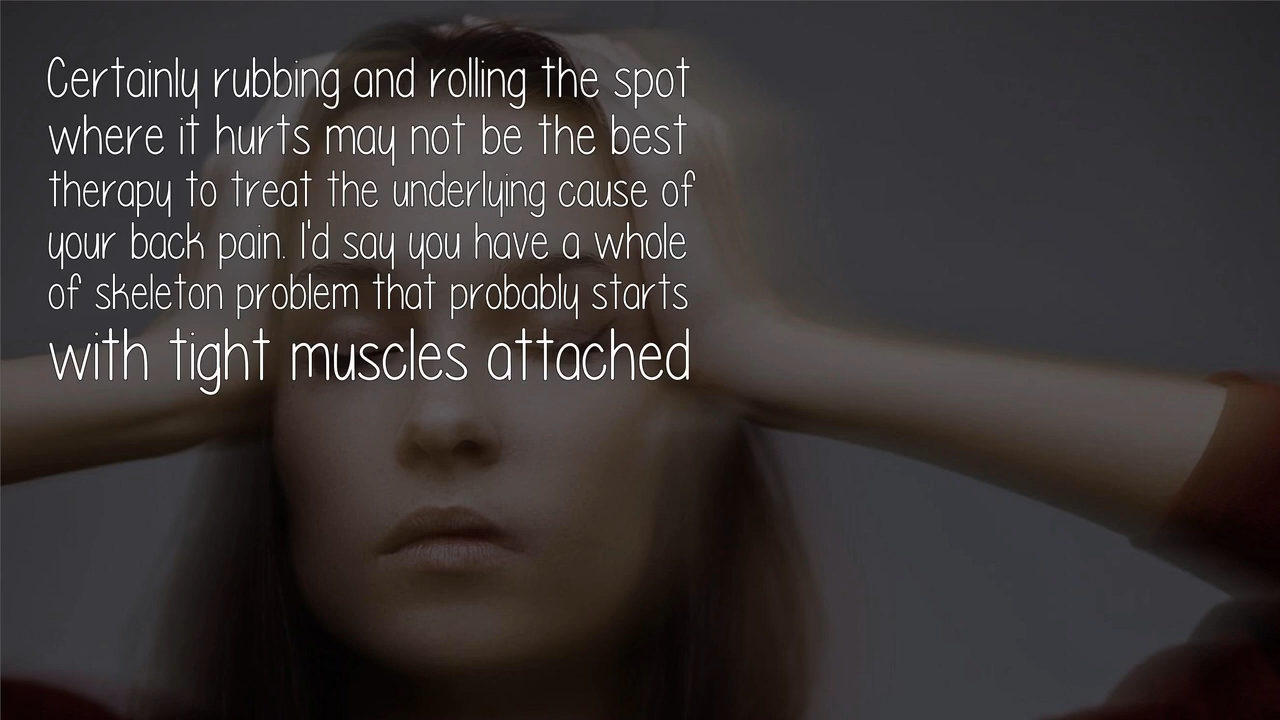 Certainly rubbing and rolling the spot
where it hurts may not be the best
therapy to treat the underlying cause of
your back pain. I'd say you have a whole
of skeleton problem that probably starts
with tight muscles attached